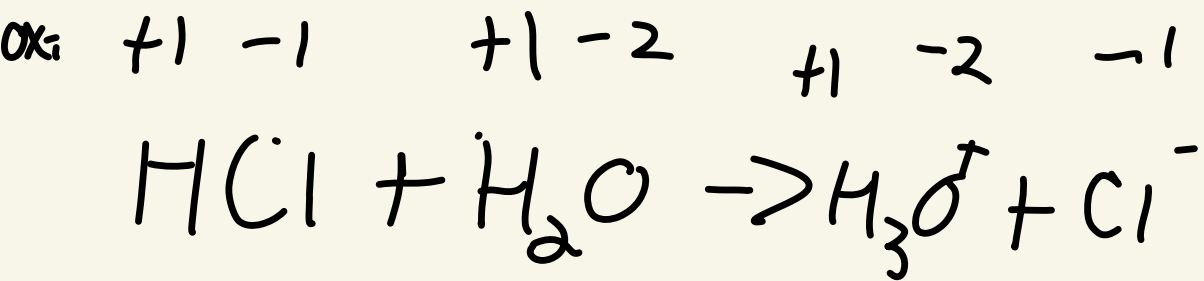 ox: +1 -1 +1 -2 +1 -2 -1
HCl + H₂O -> H₃O⁺ + Cl⁻